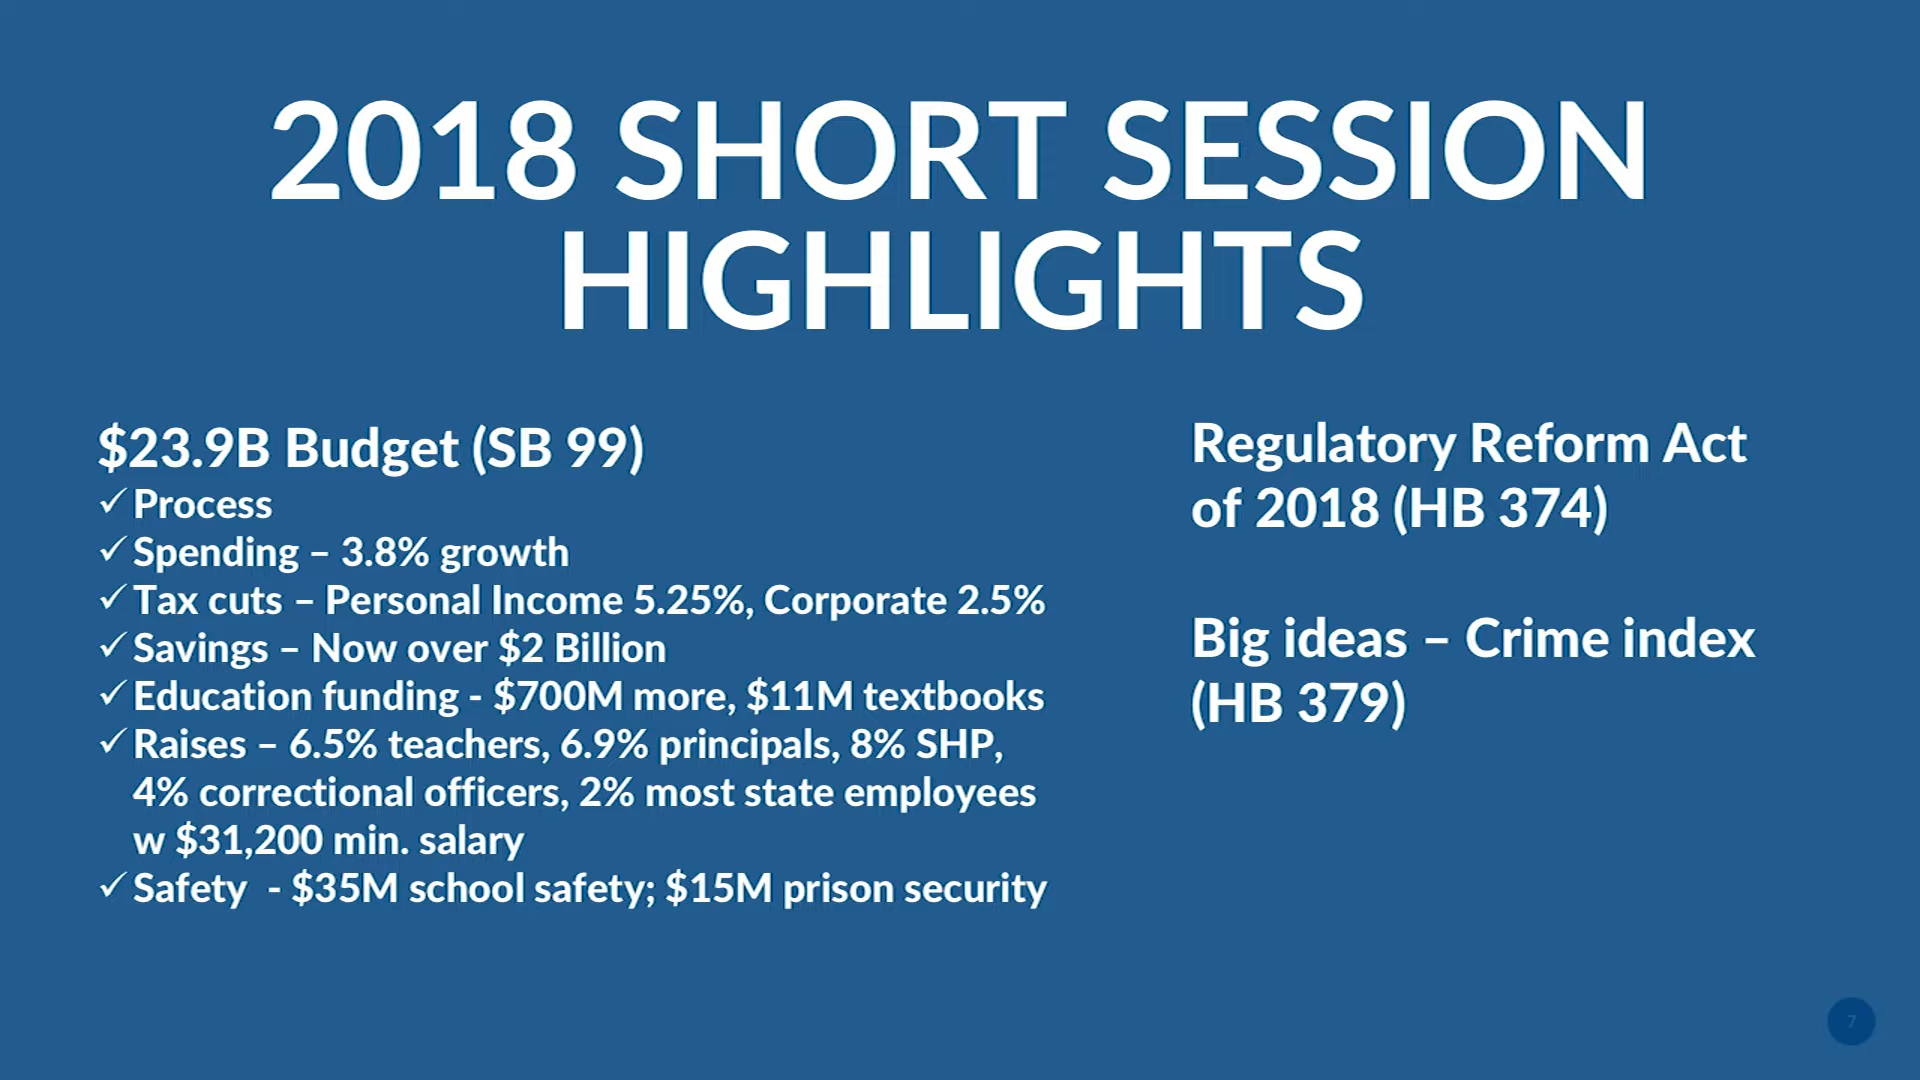 2018 SHORT SESSION
HIGHLIGHTS
$23.9B Budget (SB 99)
✓Process
✓Spending – 3.8% growth
✓Tax cuts – Personal Income 5.25%, Corporate 2.5%
✓Savings – Now over $2 Billion
✓Education funding - $700M more, $11M textbooks
✓Raises – 6.5% teachers, 6.9% principals, 8% SHP,
4% correctional officers, 2% most state employees
w $31,200 min. salary
✓Safety  - $35M school safety; $15M prison security
Regulatory Reform Act
of 2018 (HB 374)
Big ideas – Crime index
(HB 379)
7